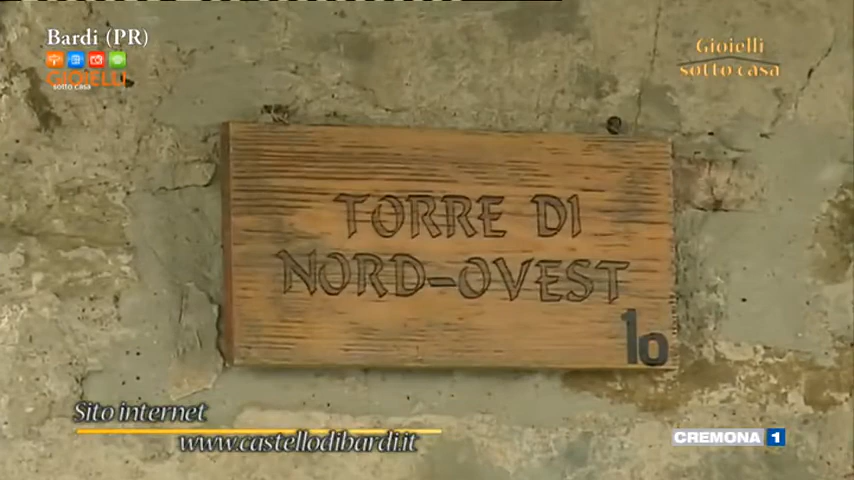 Bardi (PR)
GIOIELLI
sotto casa
Gioielli
sotto casa
TORRE DI
NORD-OVEST
10
Sito internet
www.castellodibardi.it
CREMONA 1